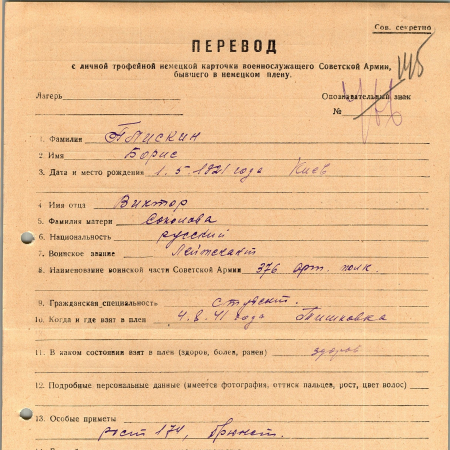 Сов. секретно
145
ПЕРЕВОД
с личной трофейной немецкой карточки военнослужащего Советской Армии,
бывшего в немецком плену.
Лагерь
Опознавательный знак
№
1. Фамилия Пыскин
2. Имя Борис
3. Дата и место рождения 1.5.1921 года Киев
4 Имя отца Виктор
5. Фамилия матери Соколова
6. Национальность русский
7. Воинское звание Лейтенант
8. Наименование воинской части Советской Армии 376 арт. полк.
9. Гражданская специальность студент.
10. Когда и где взят в плен 4.8.41 года Тишковка
11. В каком состоянии взят в плен (здоров, болен, ранен) здоров
12. Подробные персональные данные (имеется фотография, оттиск пальцев, рост, цвет волос)
13. Особые приметы
рост 174, брюнет.